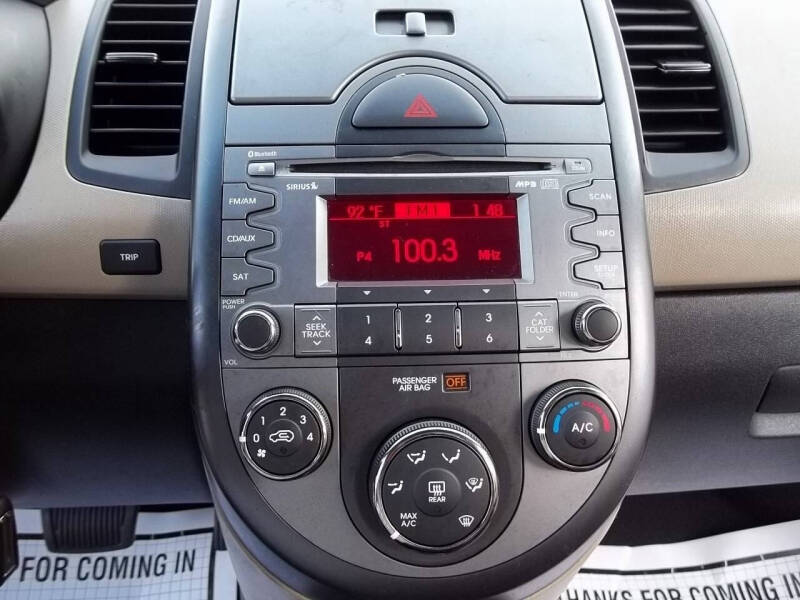 Bluetooth
SIRIUS
MP3
FM/AM
CD/AUX
SAT
92 °F FM1 1:48
ST
P4 100.3 MHz
SCAN
INFO
SETUP
TRIP
POWER
PUSH
VOL
SEEK
TRACK
1 2 3
4 5 6
CAT
FOLDER
ENTER
PASSENGER
AIR BAG
OFF
0 1 2 3 4
A/C
REAR
MAX
A/C
FOR COMING IN
THANKS FOR COMING IN